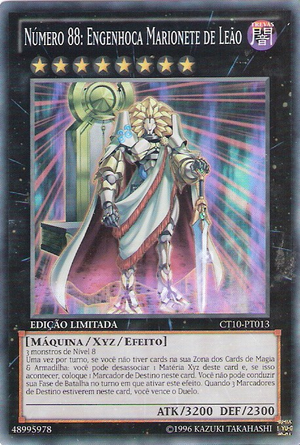 Número 88: Engenhoca Marionete de Leão
TREVAS
闇
EDIÇÃO LIMITADA
CT10-PT013
[Máquina/Xyz/Efeito]
3 monstros de Nível 8
Uma vez por turno, se você não tiver cards na sua Zona dos Cards de Magia
& Armadilha: você pode desassociar 1 Matéria Xyz deste card e, se isso
acontecer, coloque 1 Marcador de Destino neste card. Você não pode conduzir
sua Fase de Batalha no turno em que ativar este efeito. Quando 3 Marcadores
de Destino estiverem neste card, você vence o Duelo.
ATK/3200 DEF/2300
48995978
©1996 KAZUKI TAKAHASHI